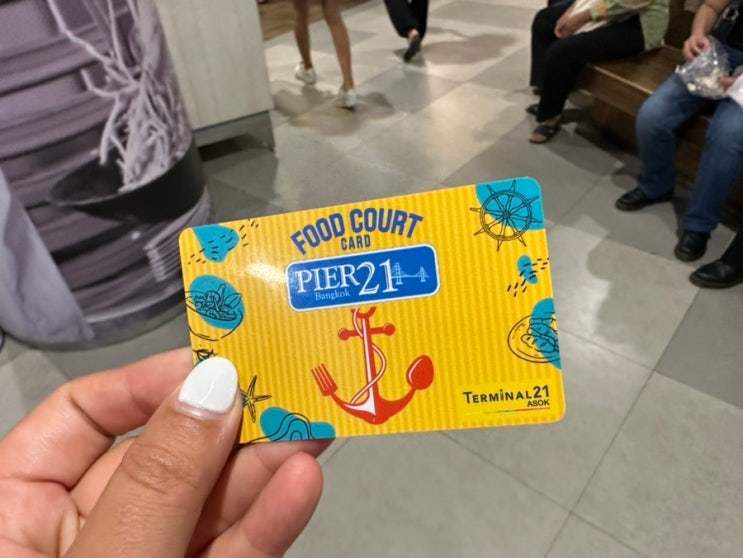 FOOD COURT
CARD
PIER21
Bangkok
TERMINAL21
ASOK